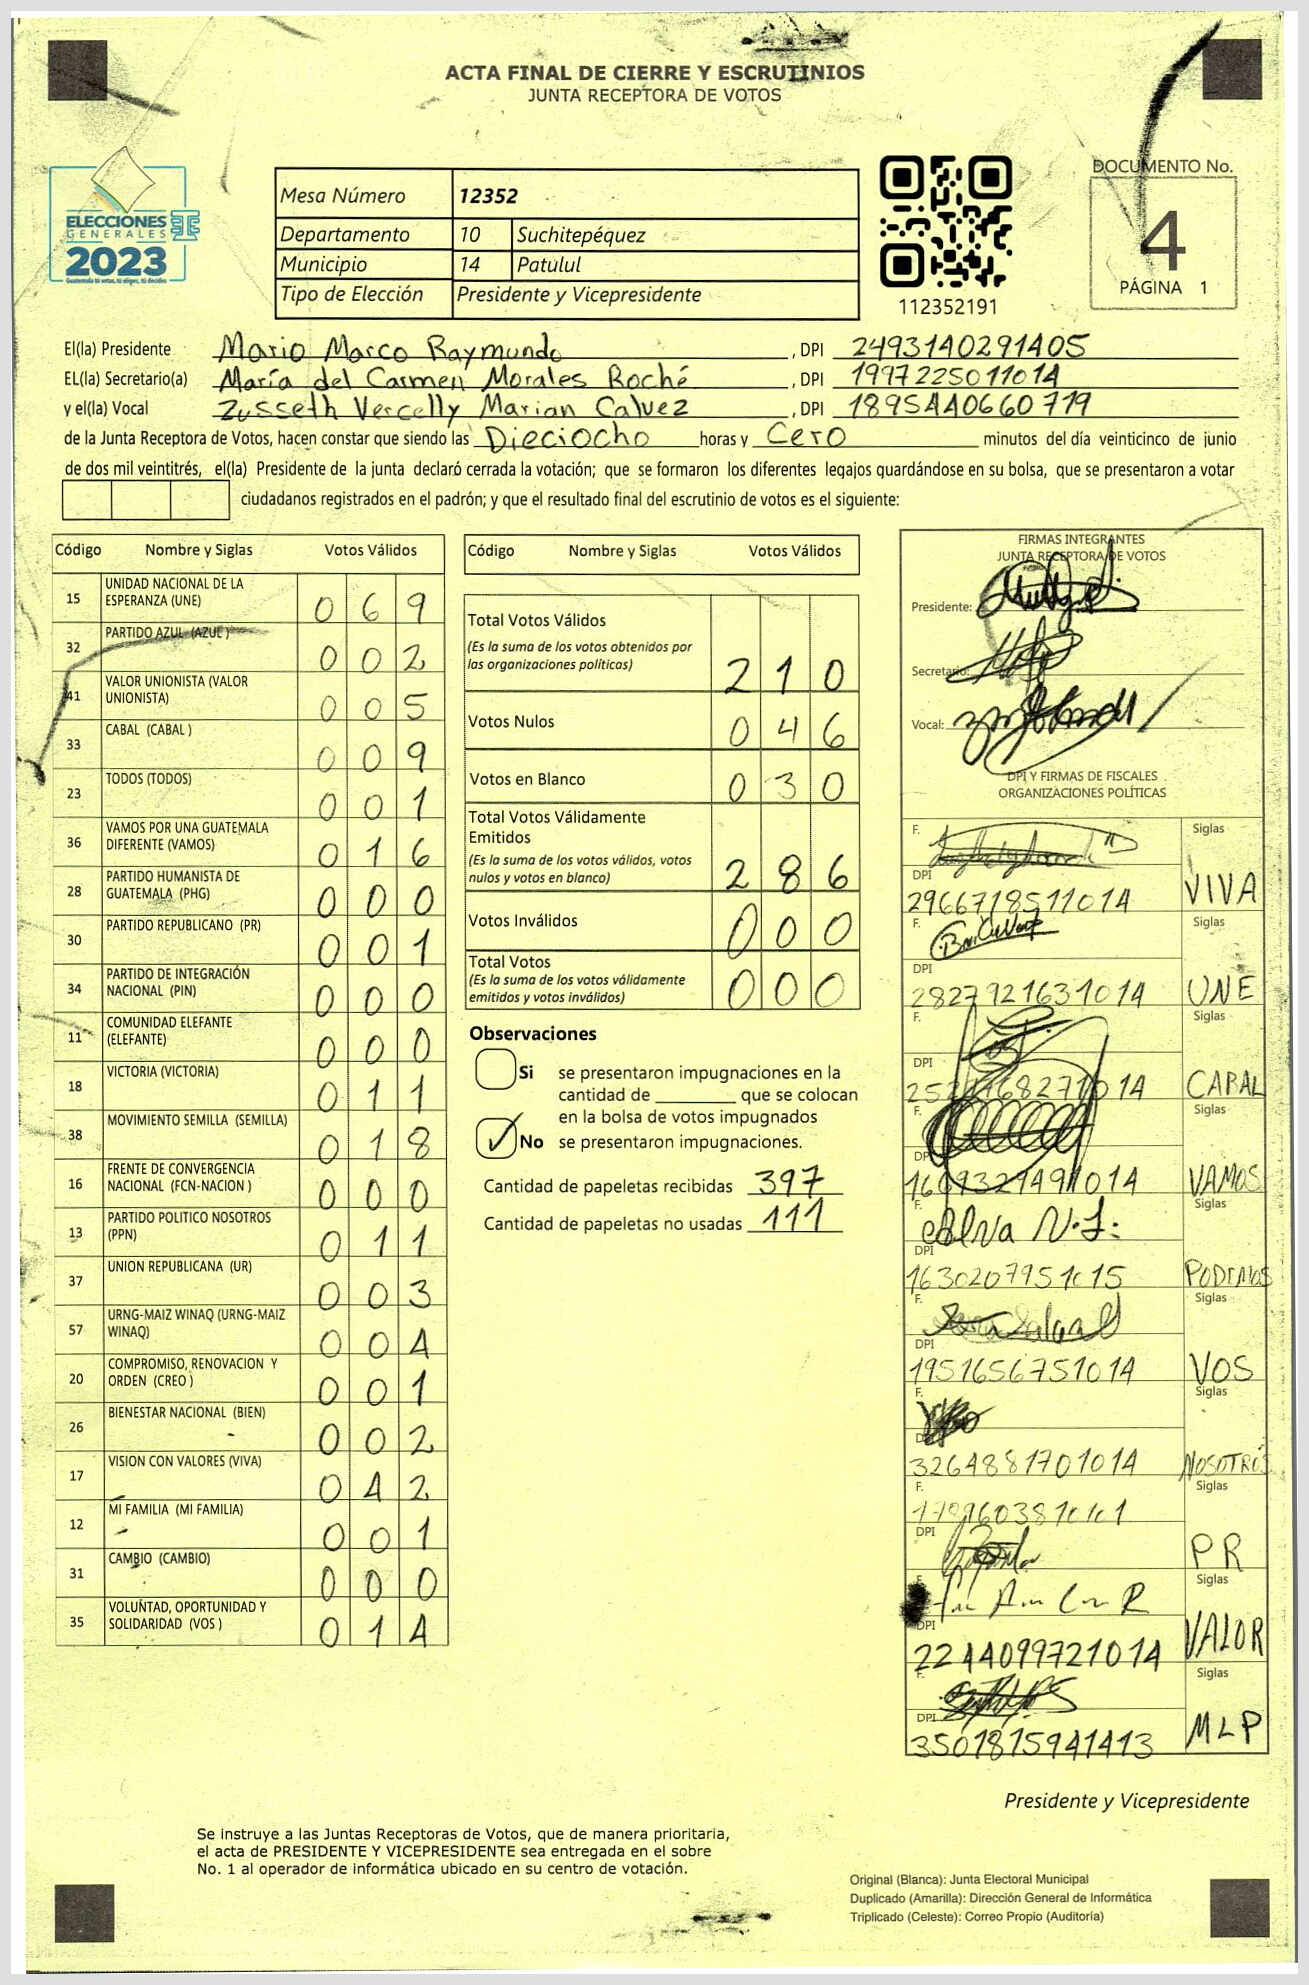 ACTA FINAL DE CIERRE Y ESCRUTINIOS
JUNTA RECEPTORA DE VOTOS
ELECCIONES
GENERALES
2023
Guatemala tú votas, tú eliges, tú decides
Mesa Número 12352
Departamento 10 Suchitepéquez
Municipio 14 Patulul
Tipo de Elección Presidente y Vicepresidente
112352191
DOCUMENTO No.
4
PÁGINA 1
El(la) Presidente Mario Marco Raymundo, DPI 2493140291405
EL(la) Secretario(a) María del Carmen Morales Roché, DPI 1997225011014
y el(la) Vocal Zusseth Vercelly Marian Calvez, DPI 1895440660719
de la Junta Receptora de Votos, hacen constar que siendo las Dieciocho horas y Cero minutos del día veinticinco de junio
de dos mil veintitrés, el(la) Presidente de la junta declaró cerrada la votación; que se formaron los diferentes legajos guardándose en su bolsa, que se presentaron a votar
ciudadanos registrados en el padrón; y que el resultado final del escrutinio de votos es el siguiente:
Código Nombre y Siglas Votos Válidos
15 UNIDAD NACIONAL DE LA ESPERANZA (UNE) 0 6 9
32 PARTIDO AZUL (AZUL ) 0 0 2
41 VALOR UNIONISTA (VALOR UNIONISTA) 0 0 5
33 CABAL (CABAL ) 0 0 9
23 TODOS (TODOS) 0 0 1
36 VAMOS POR UNA GUATEMALA DIFERENTE (VAMOS) 0 1 6
28 PARTIDO HUMANISTA DE GUATEMALA (PHG) 0 0 0
30 PARTIDO REPUBLICANO (PR) 0 0 1
34 PARTIDO DE INTEGRACIÓN NACIONAL (PIN) 0 0 0
11 COMUNIDAD ELEFANTE (ELEFANTE) 0 0 0
18 VICTORIA (VICTORIA) 0 1 1
38 MOVIMIENTO SEMILLA (SEMILLA) 0 1 8
16 FRENTE DE CONVERGENCIA NACIONAL (FCN-NACION ) 0 0 0
13 PARTIDO POLITICO NOSOTROS (PPN) 0 1 1
37 UNION REPUBLICANA (UR) 0 0 3
57 URNG-MAIZ WINAQ (URNG-MAIZ WINAQ) 0 0 4
20 COMPROMISO, RENOVACION Y ORDEN (CREO ) 0 0 1
26 BIENESTAR NACIONAL (BIEN) 0 0 2
17 VISION CON VALORES (VIVA) 0 4 2
12 MI FAMILIA (MI FAMILIA) 0 0 1
31 CAMBIO (CAMBIO) 0 0 0
35 VOLUNTAD, OPORTUNIDAD Y SOLIDARIDAD (VOS ) 0 1 4
Código Nombre y Siglas Votos Válidos
Total Votos Válidos
(Es la suma de los votos obtenidos por
las organizaciones políticas) 2 1 0
Votos Nulos 0 4 6
Votos en Blanco 0 3 0
Total Votos Válidamente
Emitidos
(Es la suma de los votos válidos, votos
nulos y votos en blanco) 2 8 6
Votos Inválidos 0 0 0
Total Votos
(Es la suma de los votos válidamente
emitidos y votos inválidos) 0 0 0
Observaciones
Si se presentaron impugnaciones en la
cantidad de ________ que se colocan
en la bolsa de votos impugnados
No se presentaron impugnaciones.
Cantidad de papeletas recibidas 397
Cantidad de papeletas no usadas 111
FIRMAS INTEGRANTES
JUNTA RECEPTORA DE VOTOS
Presidente:
Secretario:
Vocal:
DPI Y FIRMAS DE FISCALES
ORGANIZACIONES POLÍTICAS
F. Siglas
DPI
2966718511014 VIVA
F. Siglas
DPI
2827921631014 UNE
F. Siglas
DPI
CABAL
F. Siglas
DPI
VAMOS
F. Siglas
DPI
1630207951015 PODEMOS
F. Siglas
DPI
1951656751014 VOS
F. Siglas
DPI
3264881701014 NOSOTROS
F. Siglas
DPI
PR
F. Siglas
DPI
2244099721014 VALOR
F. Siglas
DPI
3501815941413 MLP
Presidente y Vicepresidente
Se instruye a las Juntas Receptoras de Votos, que de manera prioritaria,
el acta de PRESIDENTE Y VICEPRESIDENTE sea entregada en el sobre
No. 1 al operador de informática ubicado en su centro de votación.
Original (Blanca): Junta Electoral Municipal
Duplicado (Amarilla): Dirección General de Informática
Triplicado (Celeste): Correo Propio (Auditoría)